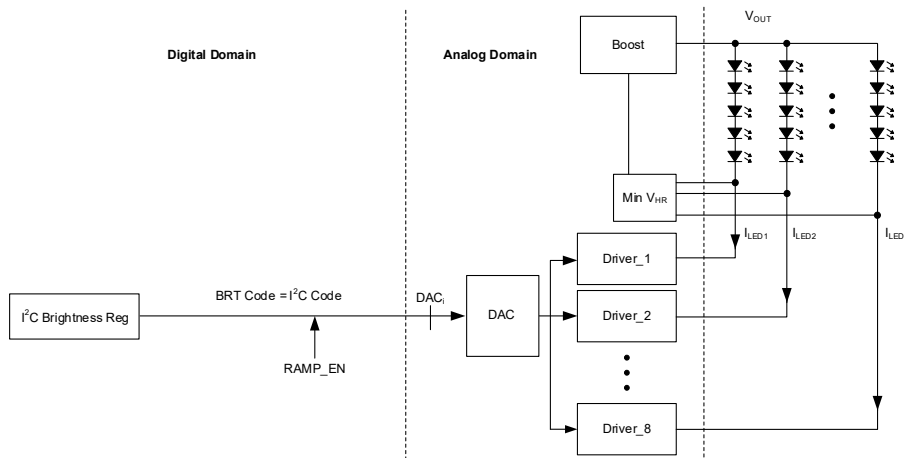 V_OUT
Boost
Digital Domain
Analog Domain
Min V_HR
I_LED1
I_LED2
I_LED
Driver_1
BRT Code = I²C Code
DAC_i
I²C Brightness Reg
DAC
Driver_2
RAMP_EN
Driver_8